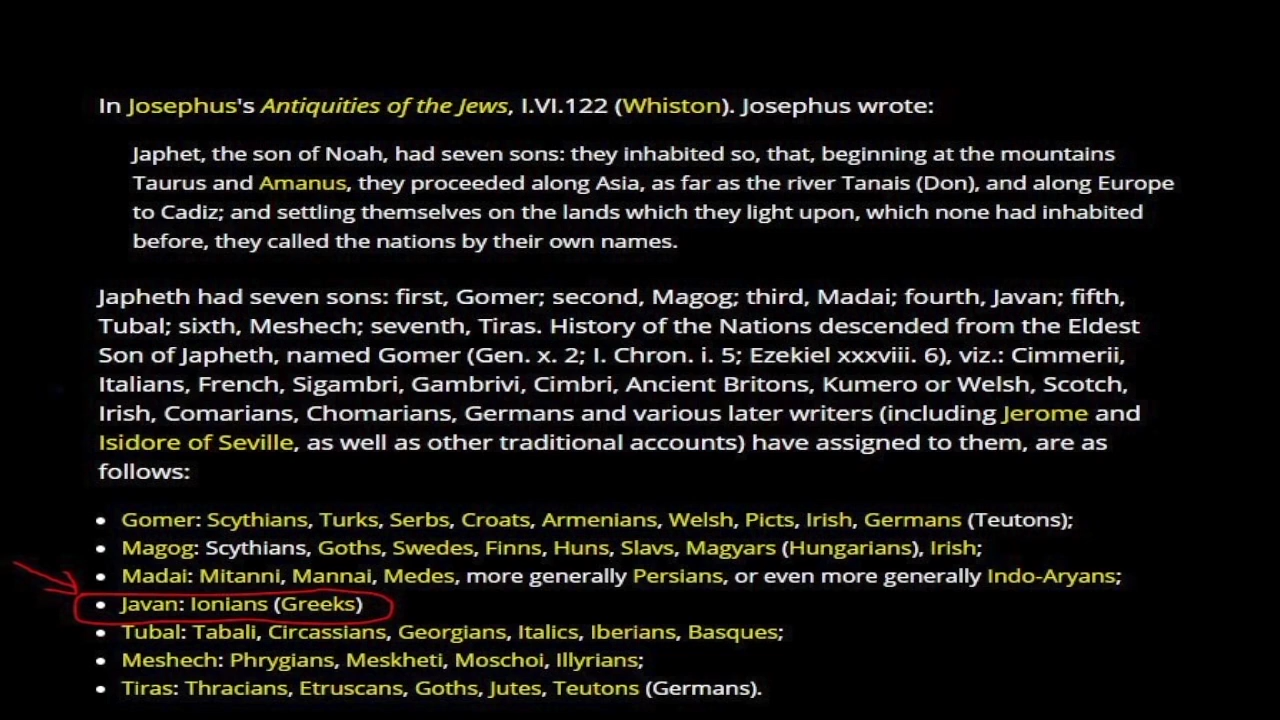 In Josephus's Antiquities of the Jews, I.VI.122 (Whiston). Josephus wrote:
Japhet, the son of Noah, had seven sons: they inhabited so, that, beginning at the mountains
Taurus and Amanus, they proceeded along Asia, as far as the river Tanais (Don), and along Europe
to Cadiz; and settling themselves on the lands which they light upon, which none had inhabited
before, they called the nations by their own names.
Japheth had seven sons: first, Gomer; second, Magog; third, Madai; fourth, Javan; fifth,
Tubal; sixth, Meshech; seventh, Tiras. History of the Nations descended from the Eldest
Son of Japheth, named Gomer (Gen. x. 2; I. Chron. i. 5; Ezekiel xxxviii. 6), viz.: Cimmerii,
Italians, French, Sigambri, Gambrivi, Cimbri, Ancient Britons, Kumero or Welsh, Scotch,
Irish, Comarians, Chomarians, Germans and various later writers (including Jerome and
Isidore of Seville, as well as other traditional accounts) have assigned to them, are as
follows:
• Gomer: Scythians, Turks, Serbs, Croats, Armenians, Welsh, Picts, Irish, Germans (Teutons);
• Magog: Scythians, Goths, Swedes, Finns, Huns, Slavs, Magyars (Hungarians), Irish;
• Madai: Mitanni, Mannai, Medes, more generally Persians, or even more generally Indo-Aryans;
• Javan: Ionians (Greeks)
• Tubal: Tabali, Circassians, Georgians, Italics, Iberians, Basques;
• Meshech: Phrygians, Meskheti, Moschoi, Illyrians;
• Tiras: Thracians, Etruscans, Goths, Jutes, Teutons (Germans).